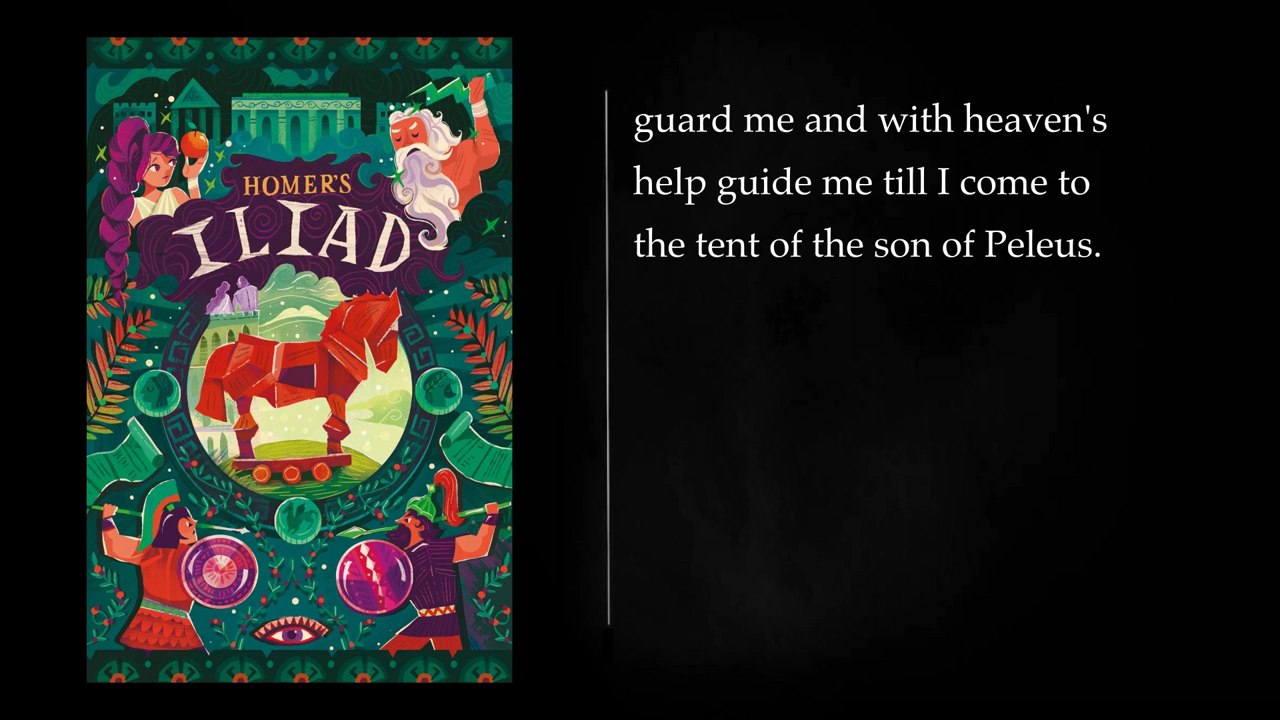 HOMER'S
ILIAD
guard me and with heaven's
help guide me till I come to
the tent of the son of Peleus.